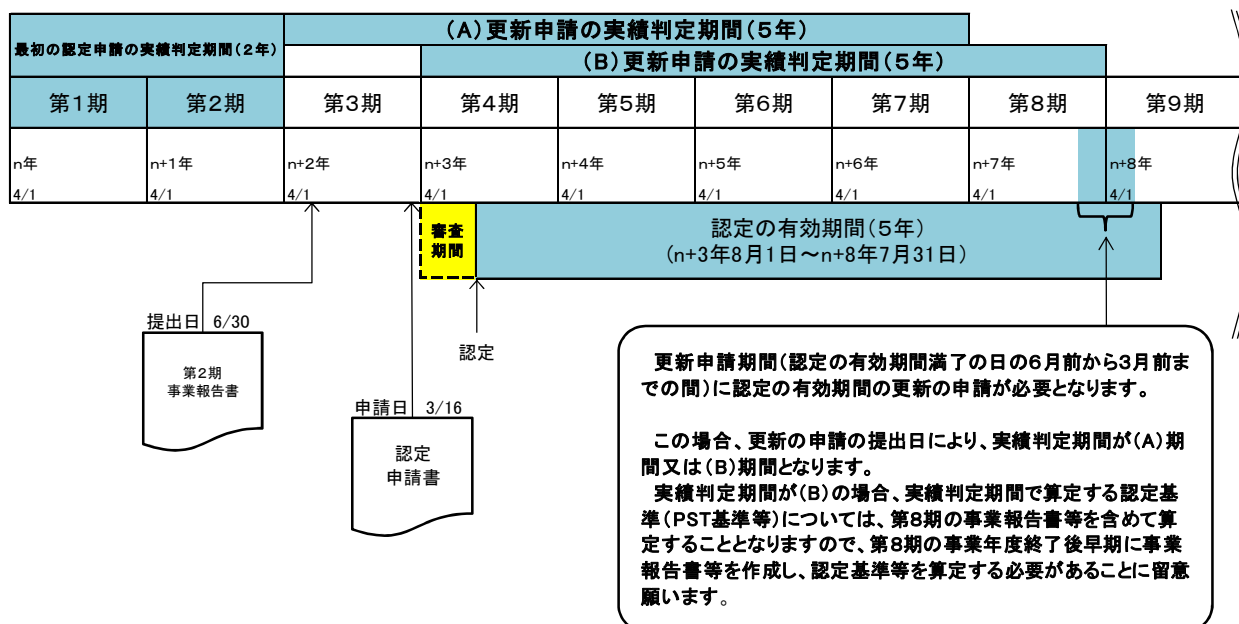 最初の認定申請の実績判定期間(2年)
(A)更新申請の実績判定期間(5年)
(B)更新申請の実績判定期間(5年)
第1期
第2期
第3期
第4期
第5期
第6期
第7期
第8期
第9期
n年
n+1年
n+2年
n+3年
n+4年
n+5年
n+6年
n+7年
n+8年
4/1
4/1
4/1
4/1
4/1
4/1
4/1
4/1
4/1
審査
期間
認定の有効期間(5年)
(n+3年8月1日～n+8年7月31日)
提出日 6/30
第2期
事業報告書
認定
申請日 3/16
認定
申請書
更新申請期間(認定の有効期間満了の日の6月前から3月前ま
での間)に認定の有効期間の更新の申請が必要となります。
この場合、更新の申請の提出日により、実績判定期間が(A)期
間又は(B)期間となります。
実績判定期間が(B)の場合、実績判定期間で算定する認定基
準(PST基準等)については、第8期の事業報告書等を含めて算
定することとなりますので、第8期の事業年度終了後早期に事業
報告書等を作成し、認定基準等を算定する必要があることに留意
願います。